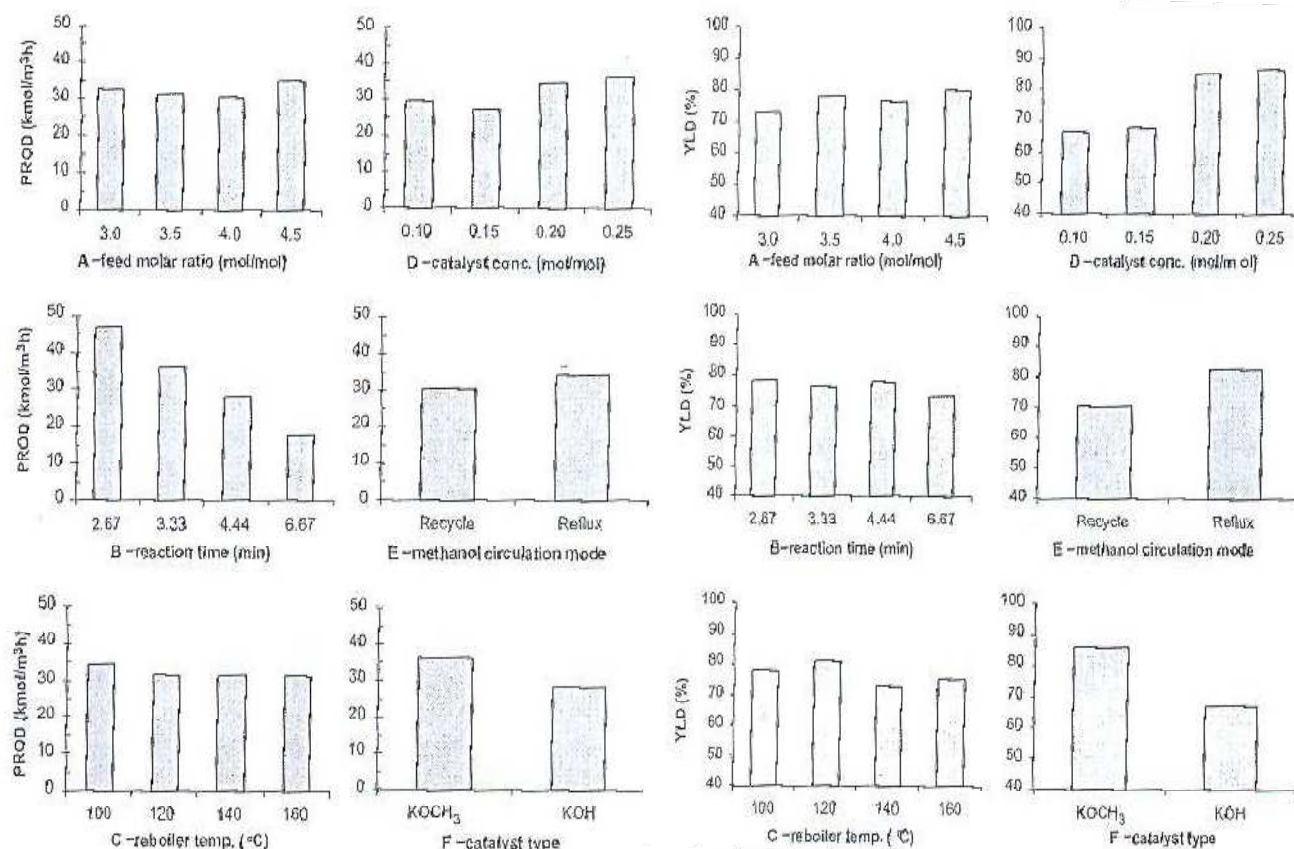 PROD (kmol/m³h)
50
40
30
20
10
0
3.0 3.5 4.0 4.5
A –feed molar ratio (mol/mol)
50
40
30
20
10
0
0.10 0.15 0.20 0.25
D –catalyst conc. (mol/mol)
YLD (%)
100
90
80
70
60
50
40
3.0 3.5 4.0 4.5
A –feed molar ratio (mol/mol)
100
90
80
70
60
50
40
0.10 0.15 0.20 0.25
D –catalyst conc. (mol/mol)
PROD (kmol/m³h)
50
40
30
20
10
0
2.67 3.33 4.44 6.67
B –reaction time (min)
50
40
30
20
10
0
Recycle Reflux
E –methanol circulation mode
YLD (%)
100
90
80
70
60
50
40
2.67 3.33 4.44 6.67
B–reaction time (min)
100
90
80
70
60
50
40
Recycle Reflux
E –methanol circulation mode
PROD (kmol/m³h)
50
40
30
20
10
0
100 120 140 160
C –reboiler temp. (°C)
50
40
30
20
10
0
KOCH₃ KOH
F –catalyst type
YLD (%)
100
90
80
70
60
50
40
100 120 140 160
C –reboiler temp. (°C)
100
90
80
70
60
50
40
KOCH₃ KOH
F –catalyst type